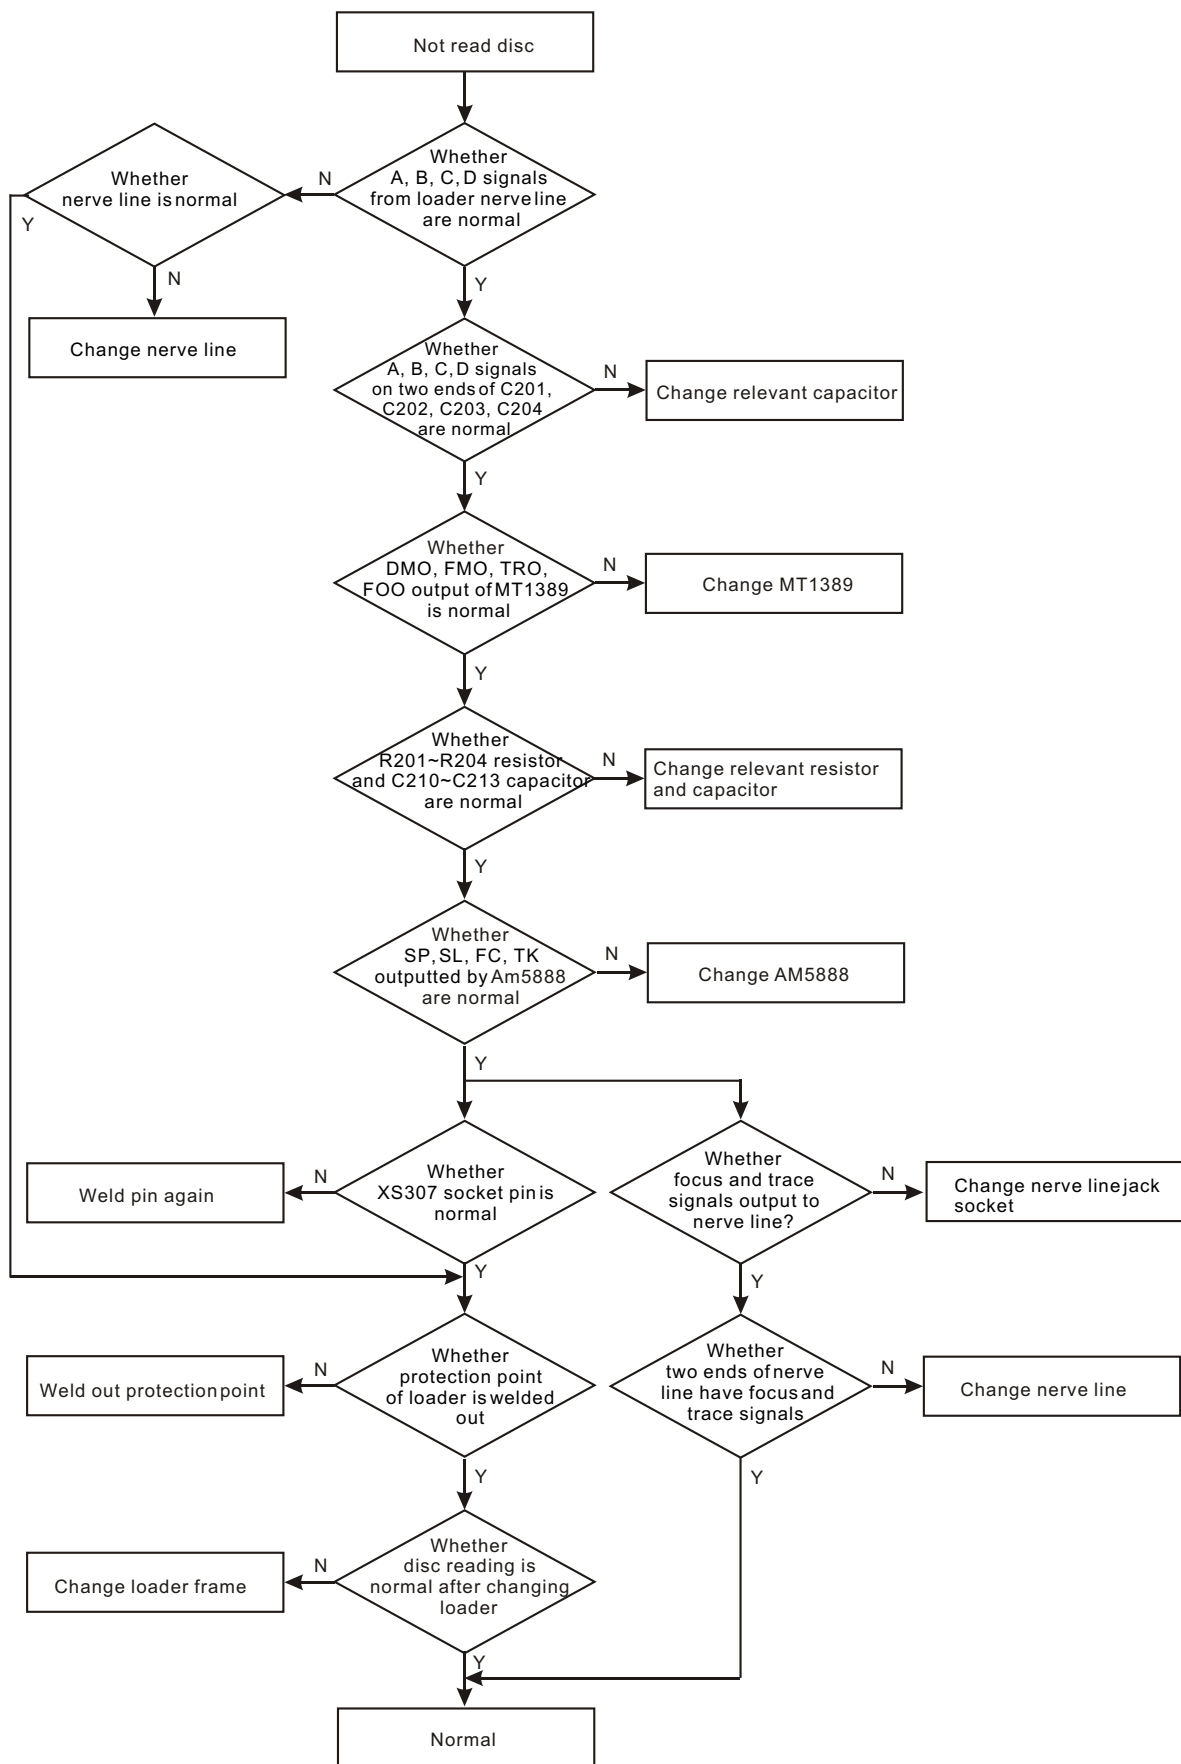 Not read disc
Whether
A, B, C, D signals
from loader nerve line
are normal
N
Whether
nerve line is normal
Y
N
Change nerve line
Y
Whether
A, B, C, D signals
on two ends of C201,
C202, C203, C204
are normal
N
Change relevant capacitor
Y
Whether
DMO, FMO, TRO,
FOO output of MT1389
is normal
N
Change MT1389
Y
Whether
R201~R204 resistor
and C210~C213 capacitor
are normal
N
Change relevant resistor
and capacitor
Y
Whether
SP, SL, FC, TK
outputted by Am5888
are normal
N
Change AM5888
Y
Whether
XS307 socket pin is
normal
N
Weld pin again
Whether
focus and trace
signals output to
nerve line?
N
Change nerve line jack
socket
Y
Y
Whether
protection point
of loader is welded
out
N
Weld out protection point
Whether
two ends of nerve
line have focus and
trace signals
N
Change nerve line
Y
Y
Whether
disc reading is
normal after changing
loader
N
Change loader frame
Y
Normal